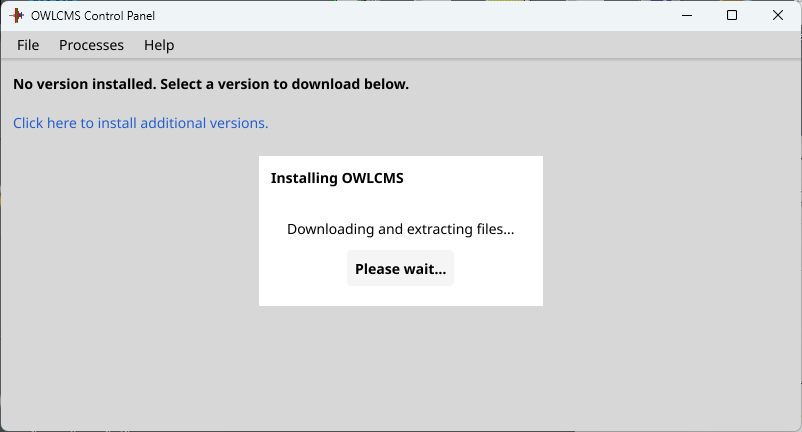 OWLCMS Control Panel
File Processes Help
No version installed. Select a version to download below.
Click here to install additional versions.
Installing OWLCMS
Downloading and extracting files...
Please wait...